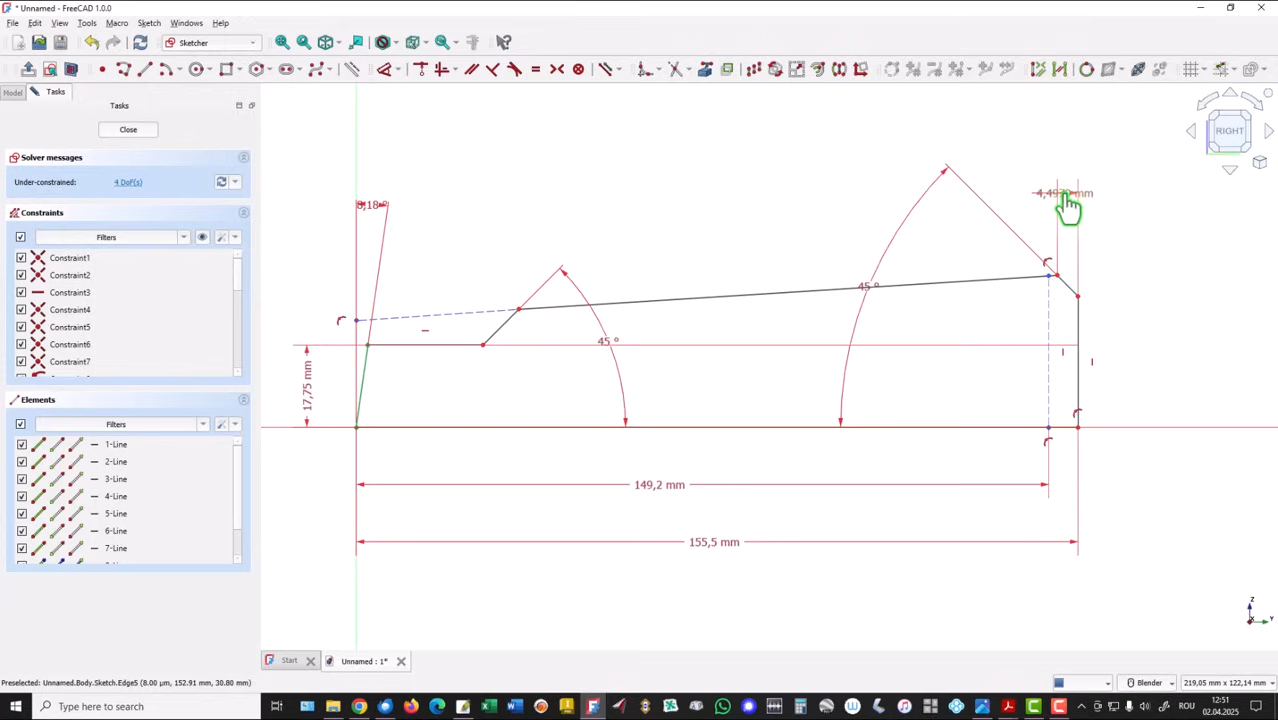 * Unnamed - FreeCAD 1.0.0
File Edit View Tools Macro Sketch Windows Help
Sketcher
Model Tasks
Tasks
Close
Solver messages
Under-constrained: 4 DoF(s)
Constraints
Filters
Constraint1
Constraint2
Constraint3
Constraint4
Constraint5
Constraint6
Constraint7
Elements
Filters
1-Line
2-Line
3-Line
4-Line
5-Line
6-Line
7-Line
RIGHT
8,18 °
45 °
45 °
17,75 mm
149,2 mm
155,5 mm
Z
Y
X
Start Unnamed : 1*
Preselected: Unnamed.Body.Sketch.Edge5 (8.00 µm, 152.91 mm, 30.80 mm)
Blender 219,05 mm x 122,14 mm
Type here to search
ROU
12:51
02.04.2025